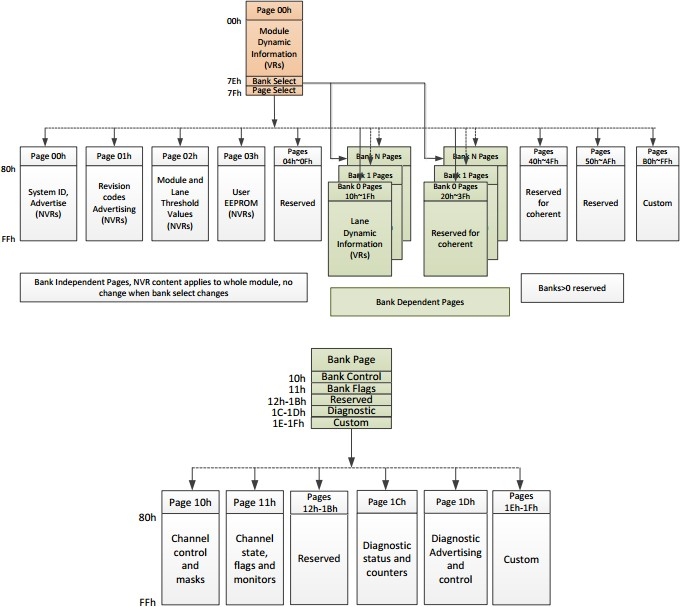 Page 00h
00h
Module
Dynamic
Information
(VRs)
7Eh
Bank Select
7Fh
Page Select
80h
FFh
Page 00h
System ID,
Advertise
(NVRs)
Page 01h
Revision
codes
Advertising
(NVRs)
Page 02h
Module and
Lane
Threshold
Values
(NVRs)
Page 03h
User
EEPROM
(NVRs)
Pages
04h~0Fh
Reserved
Bank N Pages
Bank 1 Pages
Bank 0 Pages
10h~1Fh
Lane
Dynamic
Information
(VRs)
Bank N Pages
Bank 1 Pages
Bank 0 Pages
20h~3Fh
Reserved for
coherent
Pages
40h~4Fh
Reserved
for
coherent
Pages
50h~AFh
Reserved
Pages
B0h~FFh
Custom
Bank Independent Pages, NVR content applies to whole module, no
change when bank select changes
Bank Dependent Pages
Banks>0 reserved
Bank Page
10h
Bank Control
11h
Bank Flags
12h-1Bh
Reserved
1C-1Dh
Diagnostic
1E-1Fh
Custom
80h
FFh
Page 10h
Channel
control
and
masks
Page 11h
Channel
state,
flags and
monitors
Pages
12h-1Bh
Reserved
Page 1Ch
Diagnostic
status and
counters
Page 1Dh
Diagnostic
Advertising
and
control
Pages
1Eh-1Fh
Custom